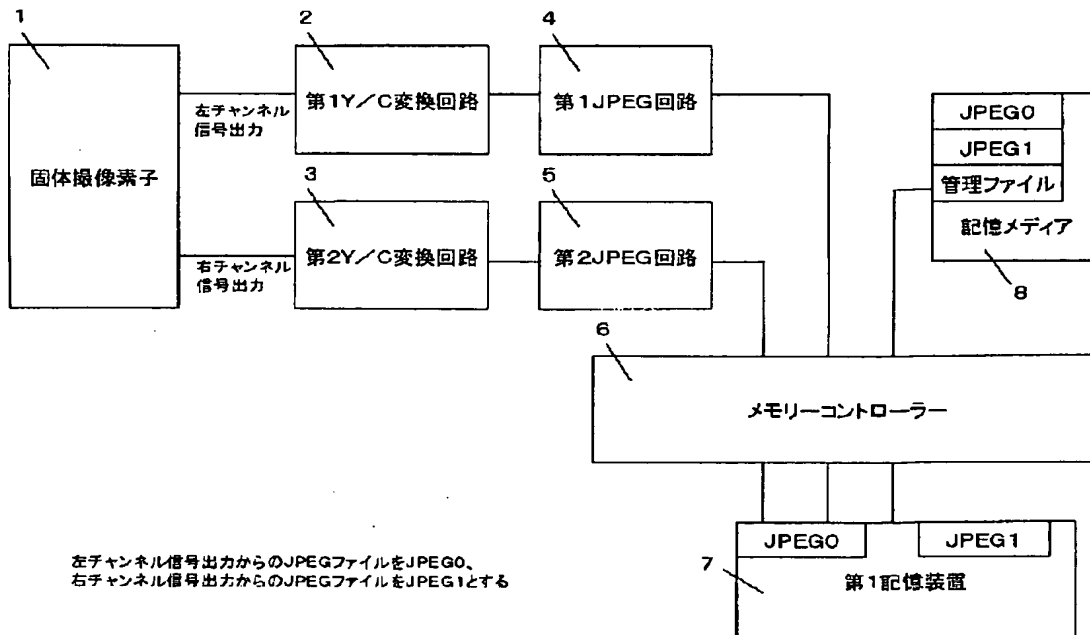 1
2
4
固体撮像素子
左チャンネル
信号出力
第1Y/C変換回路
第1JPEG回路
JPEG0
JPEG1
管理ファイル
記憶メディア
8
3
5
右チャンネル
信号出力
第2Y/C変換回路
第2JPEG回路
6
メモリーコントローラー
左チャンネル信号出力からのJPEGファイルをJPEG0、
右チャンネル信号出力からのJPEGファイルをJPEG1とする
7
JPEG0
JPEG1
第1記憶装置